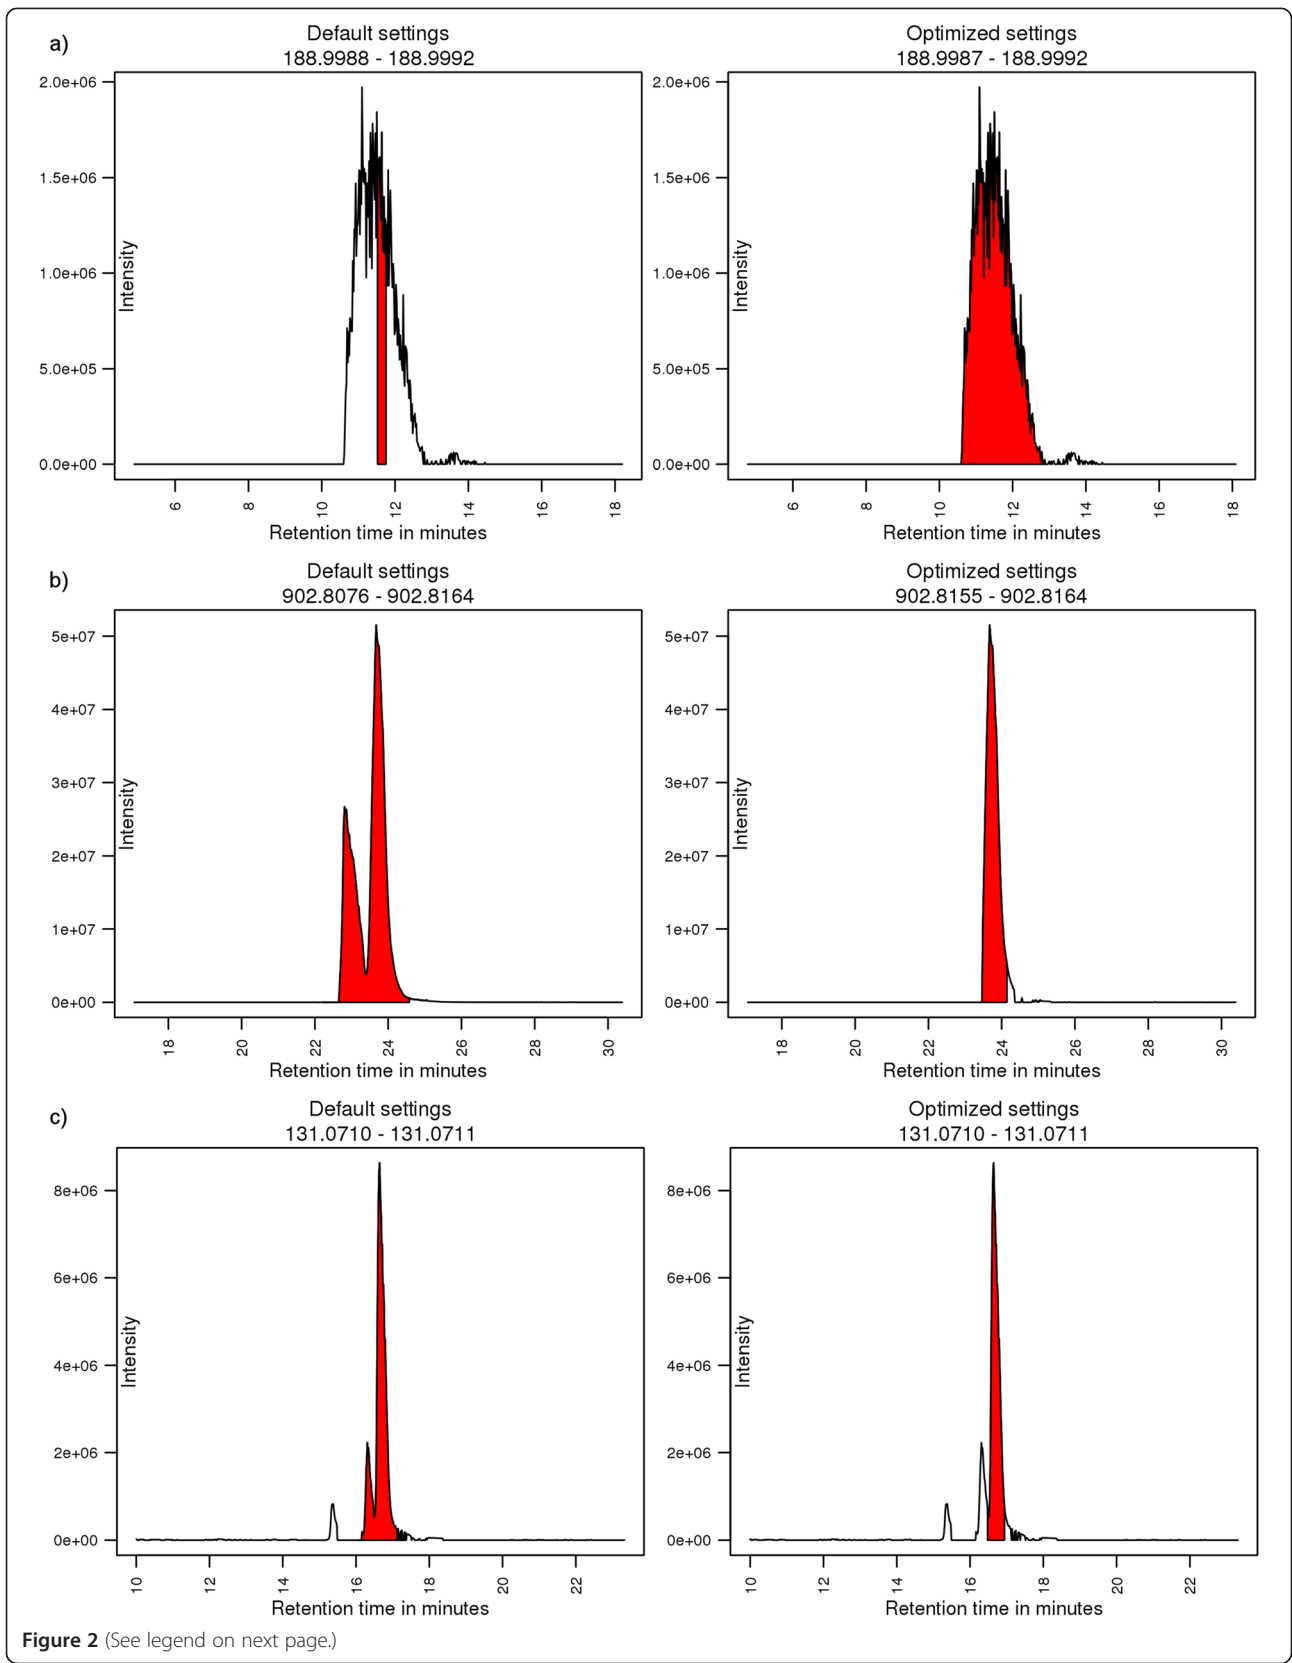 a)
Default settings
188.9988 - 188.9992
2.0e+06
1.5e+06
1.0e+06
5.0e+05
0.0e+00
Intensity
6 8 10 12 14 16 18
Retention time in minutes
Optimized settings
188.9987 - 188.9992
2.0e+06
1.5e+06
1.0e+06
5.0e+05
0.0e+00
Intensity
6 8 10 12 14 16 18
Retention time in minutes
b)
Default settings
902.8076 - 902.8164
5e+07
4e+07
3e+07
2e+07
1e+07
0e+00
Intensity
18 20 22 24 26 28 30
Retention time in minutes
Optimized settings
902.8155 - 902.8164
5e+07
4e+07
3e+07
2e+07
1e+07
0e+00
Intensity
18 20 22 24 26 28 30
Retention time in minutes
c)
Default settings
131.0710 - 131.0711
8e+06
6e+06
4e+06
2e+06
0e+00
Intensity
10 12 14 16 18 20 22
Retention time in minutes
Optimized settings
131.0710 - 131.0711
8e+06
6e+06
4e+06
2e+06
0e+00
Intensity
10 12 14 16 18 20 22
Retention time in minutes
Figure 2 (See legend on next page.)